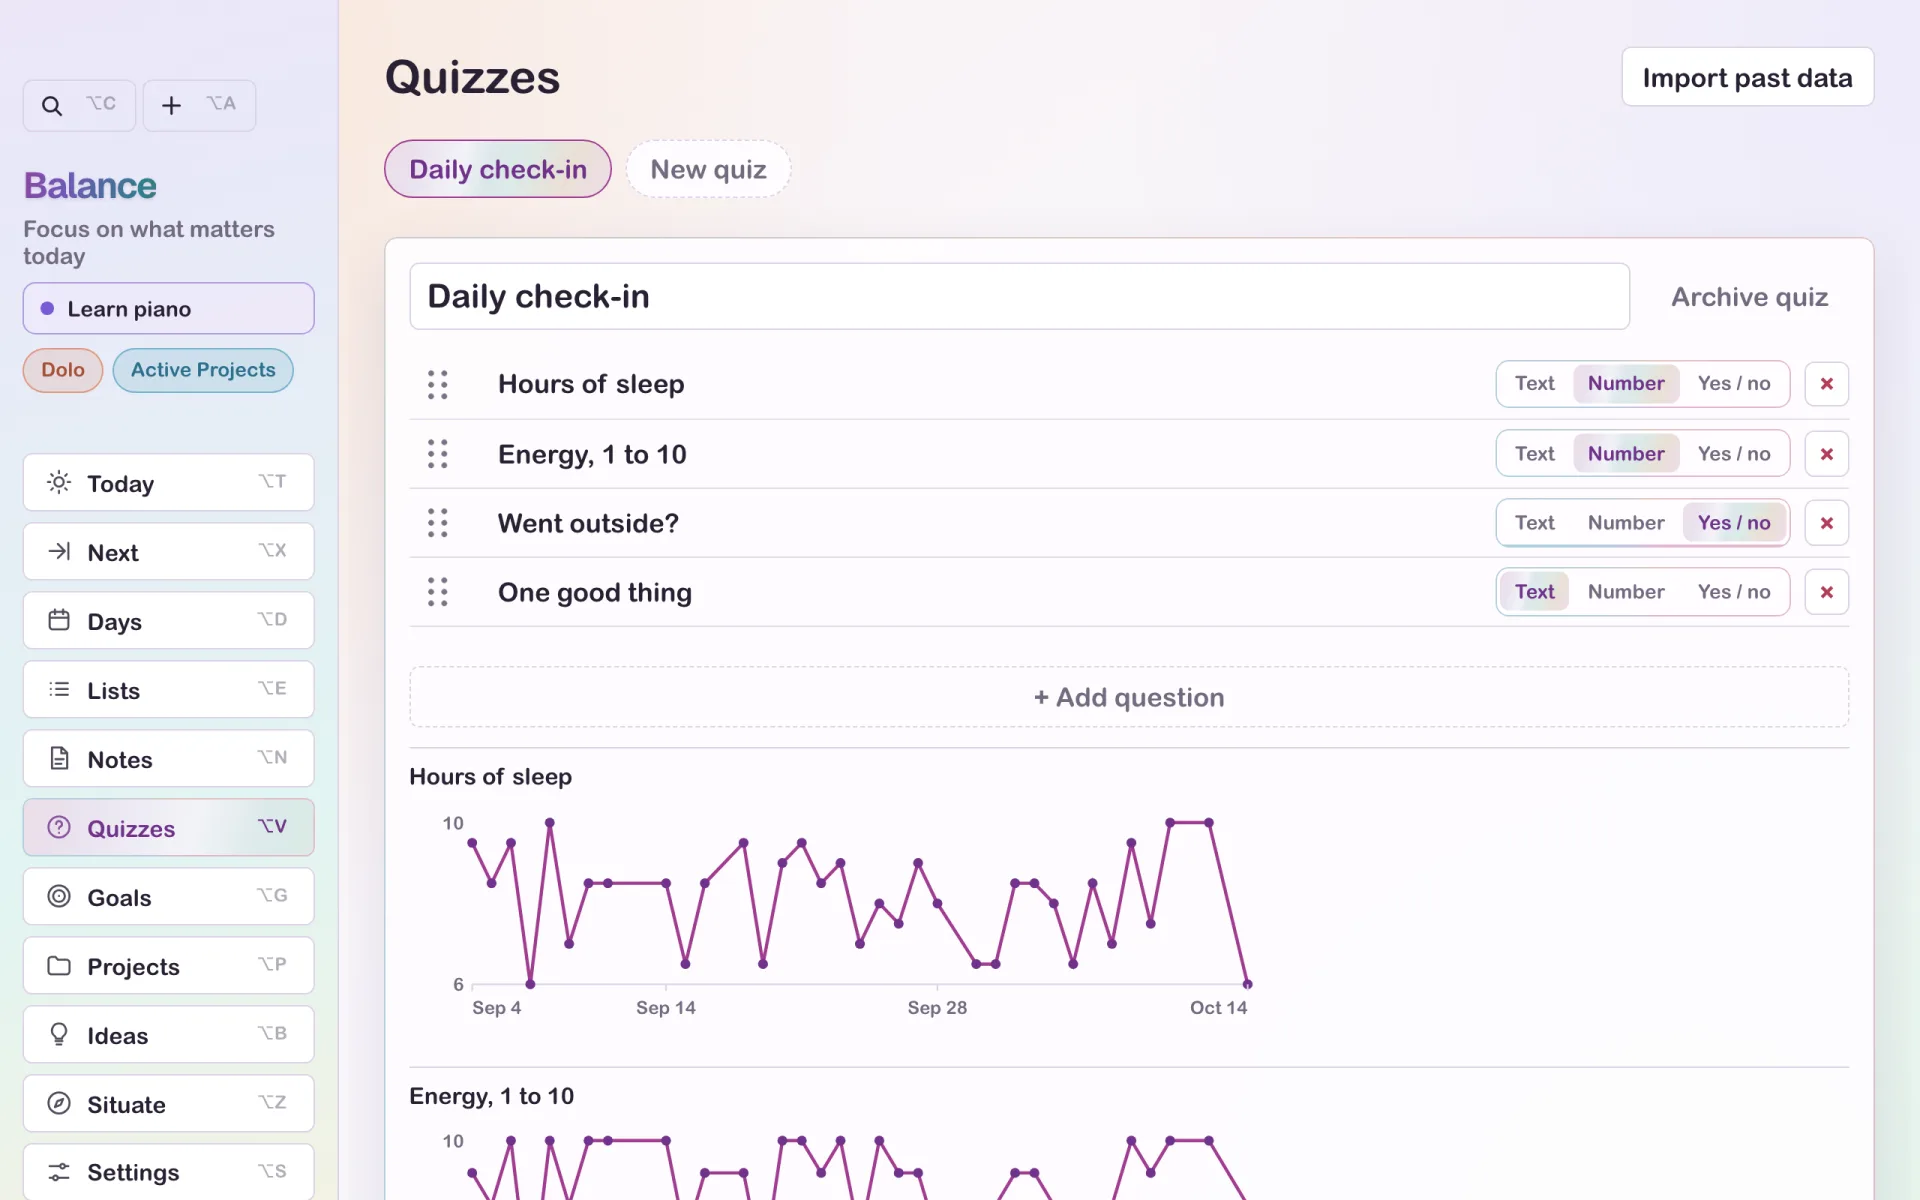 ⌥C
⌥A
Balance
Focus on what matters
today
Learn piano
Dolo
Active Projects
Today ⌥T
Next ⌥X
Days ⌥D
Lists ⌥E
Notes ⌥N
Quizzes ⌥V
Goals ⌥G
Projects ⌥P
Ideas ⌥B
Situate ⌥Z
Settings ⌥S
Quizzes
Import past data
Daily check-in
New quiz
Daily check-in
Archive quiz
Hours of sleep Text Number Yes / no
Energy, 1 to 10 Text Number Yes / no
Went outside? Text Number Yes / no
One good thing Text Number Yes / no
+ Add question
Hours of sleep
10
6
Sep 4 Sep 14 Sep 28 Oct 14
Energy, 1 to 10
10